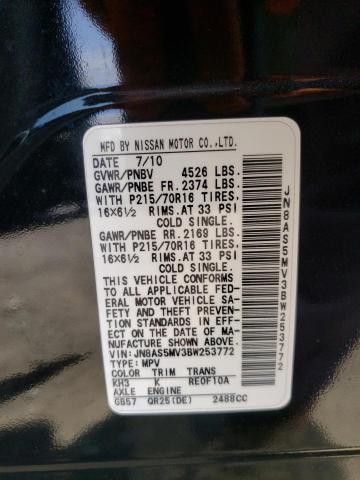 MFD BY NISSAN MOTOR CO.,LTD.
DATE 7/10
GVWR/PNBV 4526 LBS.
GAWR/PNBE FR. 2374 LBS.
WITH P215/70R16 TIRES,
16X6½ RIMS.AT 33 PSI
COLD SINGLE.
GAWR/PNBE RR. 2169 LBS.
WITH P215/70R16 TIRES,
16X6½ RIMS.AT 33 PSI
COLD SINGLE.
THIS VEHICLE CONFORMS
TO ALL APPLICABLE FED-
ERAL MOTOR VEHICLE SA-
FETY AND THEFT PREVENT-
ION STANDARDS IN EFF-
ECT ON THE DATE OF MA-
NUFACTURE SHOWN ABOVE.
VIN:JN8AS5MV3BW253772
TYPE:MPV
COLOR TRIM TRANS
KH3 K RE0F10A
AXLE ENGINE
GB57 QR25(DE) 2488CC
JN8AS5MV3BW253772